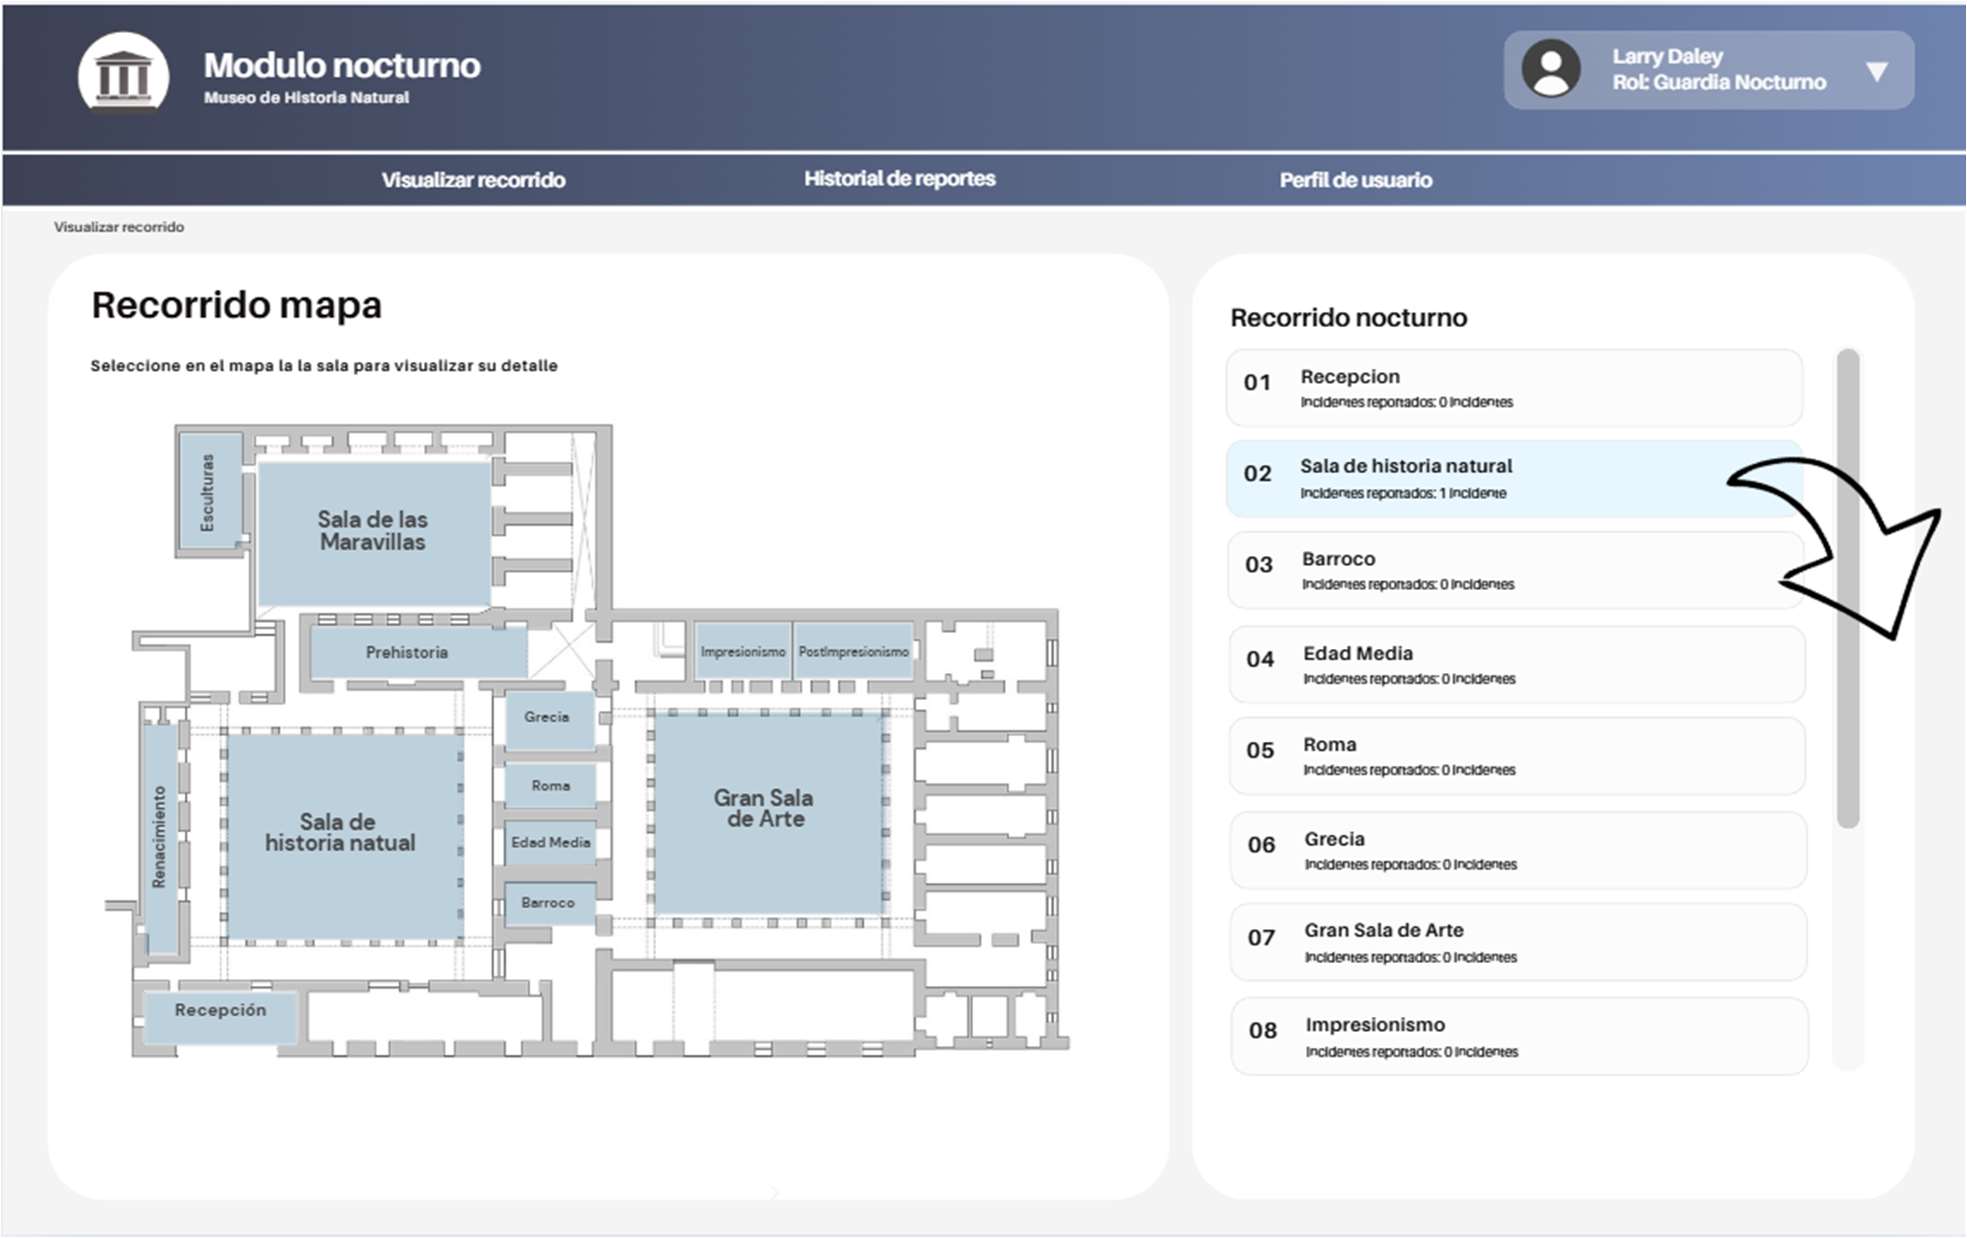 Modulo nocturno
Museo de Historia Natural
Larry Daley
Rol: Guardia Nocturno
Visualizar recorrido
Historial de reportes
Perfil de usuario
Visualizar recorrido
Recorrido mapa
Seleccione en el mapa la la sala para visualizar su detalle
Esculturas
Sala de las
Maravillas
Prehistoria
Impresionismo
PostImpresionismo
Grecia
Roma
Edad Media
Barroco
Renacimiento
Sala de
historia natual
Gran Sala
de Arte
Recepción
Recorrido nocturno
01
Recepcion
Incidentes reportados: 0 Incidentes
02
Sala de historia natural
Incidentes reportados: 1 Incidente
03
Barroco
Incidentes reportados: 0 Incidentes
04
Edad Media
Incidentes reportados: 0 Incidentes
05
Roma
Incidentes reportados: 0 Incidentes
06
Grecia
Incidentes reportados: 0 Incidentes
07
Gran Sala de Arte
Incidentes reportados: 0 Incidentes
08
Impresionismo
Incidentes reportados: 0 Incidentes